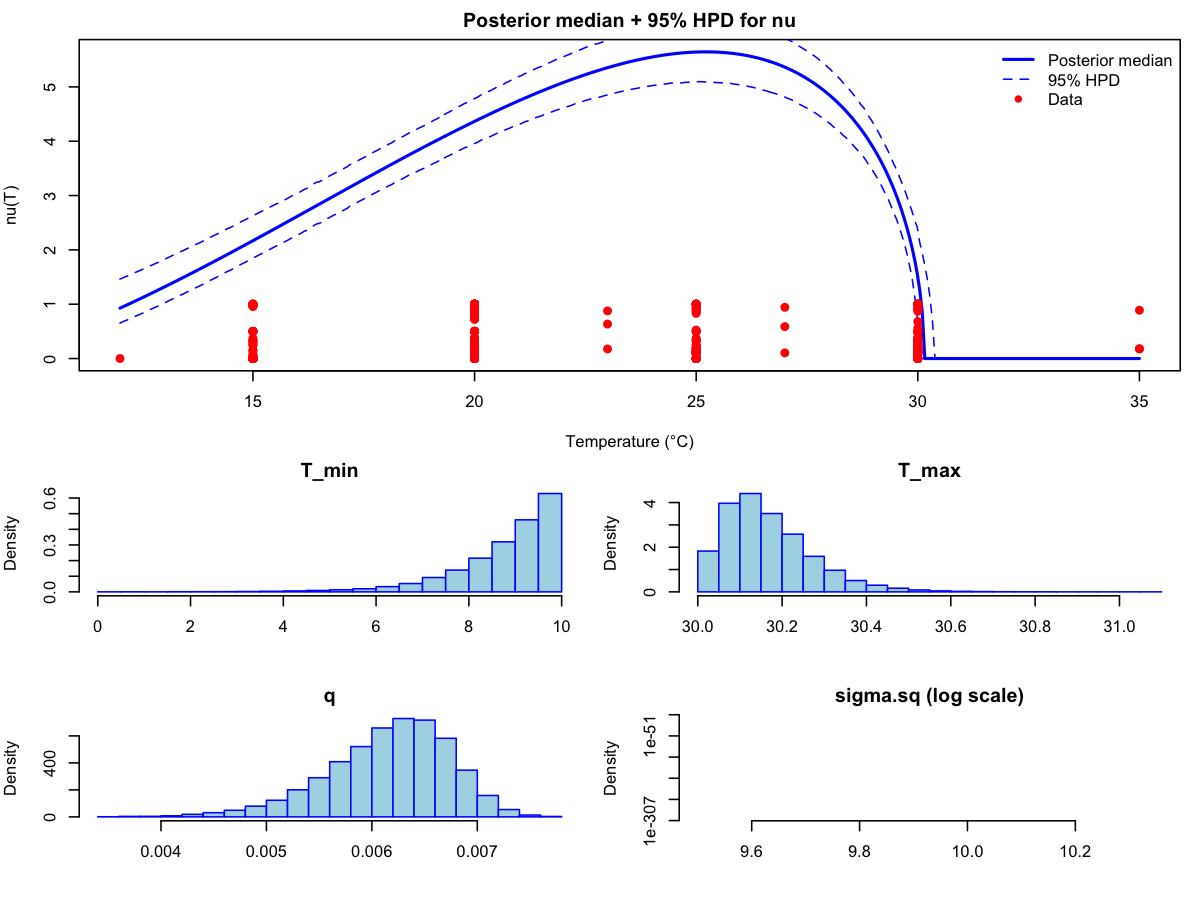 Posterior median + 95% HPD for nu
nu(T)
0 1 2 3 4 5
Posterior median
95% HPD
Data
15 20 25 30 35
Temperature (°C)
T_min
Density
0.0 0.3 0.6
0 2 4 6 8 10
T_max
Density
0 2 4
30.0 30.2 30.4 30.6 30.8 31.0
q
Density
0 400
0.004 0.005 0.006 0.007
sigma.sq (log scale)
Density
1e-307 1e-51
9.6 9.8 10.0 10.2